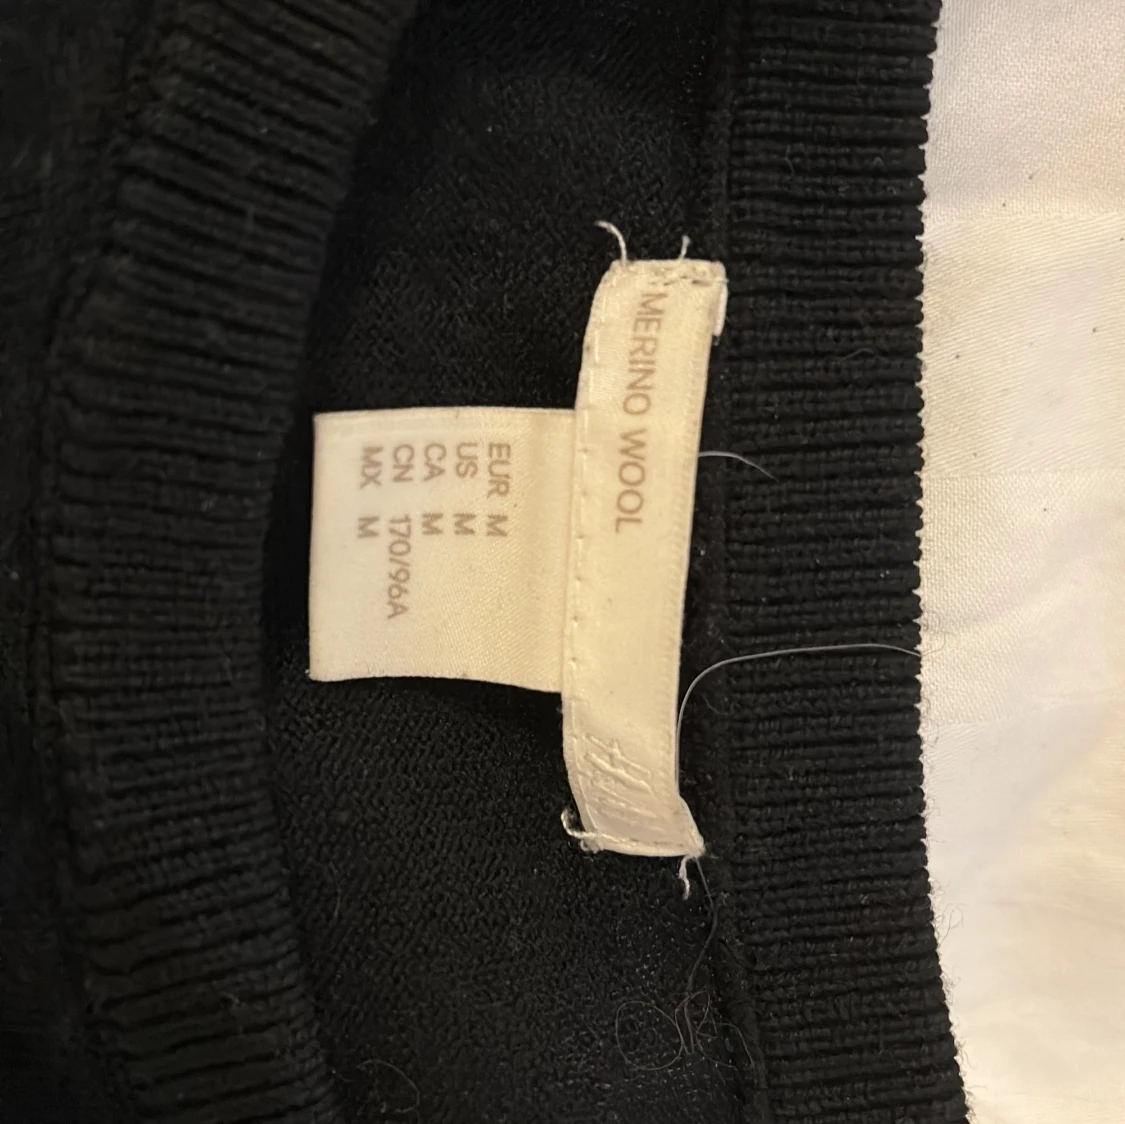 MERINO WOOL
H&M
EUR M
US M
CA M
CN 170/96A
MX M